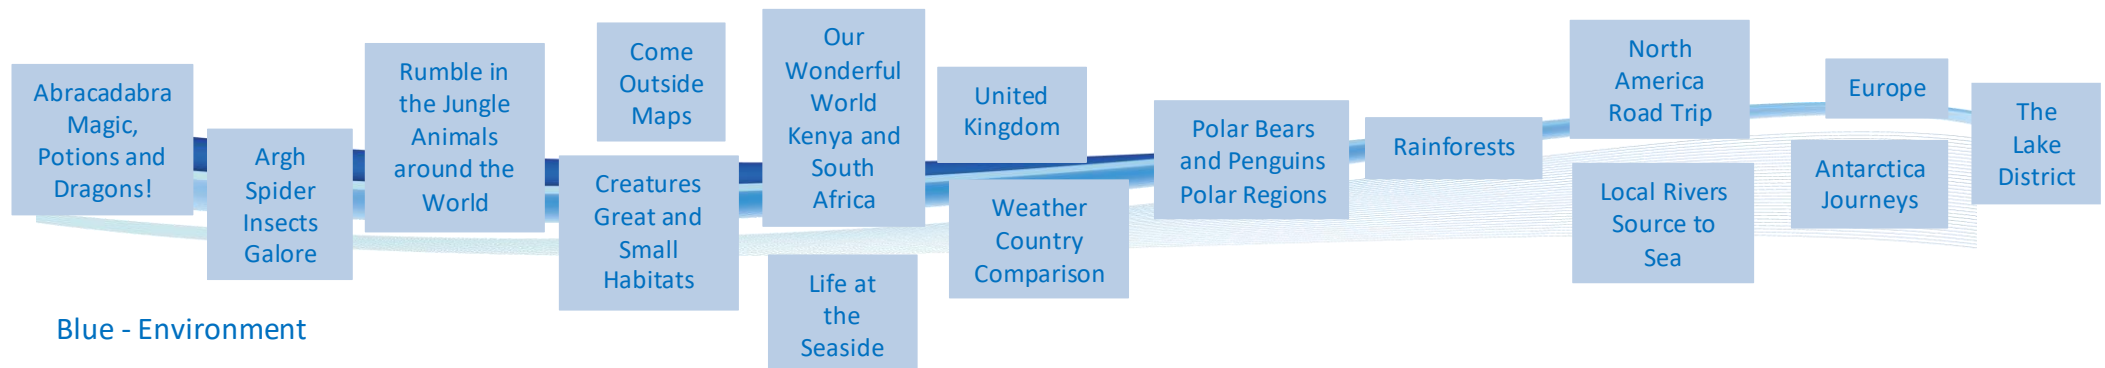 Abracadabra
Magic,
Potions and
Dragons!
Argh
Spider
Insects
Galore
Rumble in
the Jungle
Animals
around the
World
Come
Outside
Maps
Creatures
Great and
Small
Habitats
Our
Wonderful
World
Kenya and
South
Africa
Life at
the
Seaside
United
Kingdom
Weather
Country
Comparison
Polar Bears
and Penguins
Polar Regions
Rainforests
North
America
Road Trip
Local Rivers
Source to
Sea
Europe
Antarctica
Journeys
The
Lake
District
Blue - Environment